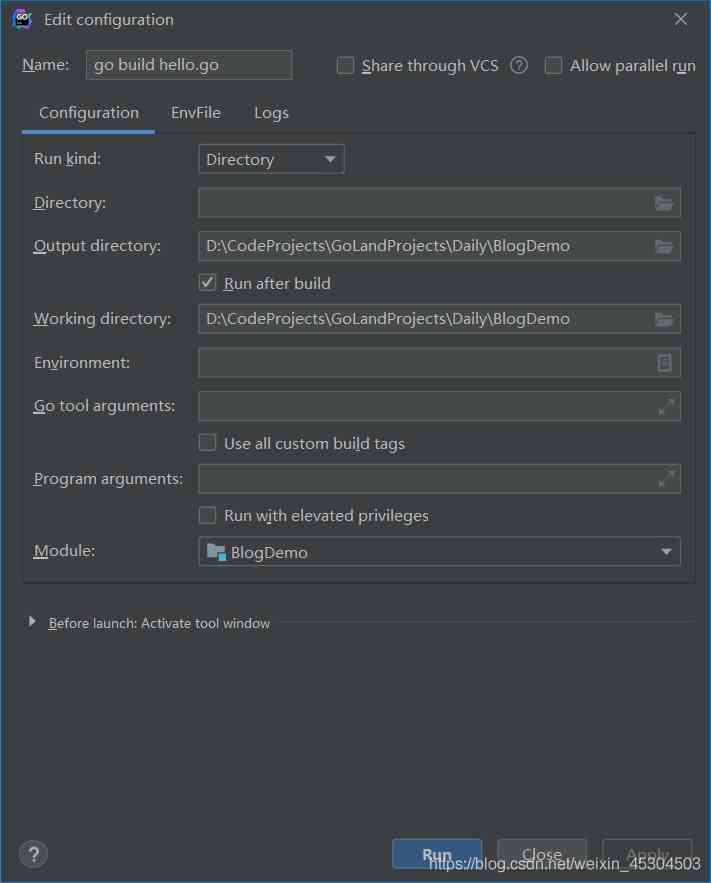 GO
Edit configuration
Name: go build hello.go Share through VCS ? Allow parallel run
Configuration EnvFile Logs
Run kind: Directory
Directory:
Output directory: D:\CodeProjects\GoLandProjects\Daily\BlogDemo
Run after build
Working directory: D:\CodeProjects\GoLandProjects\Daily\BlogDemo
Environment:
Go tool arguments:
Use all custom build tags
Program arguments:
Run with elevated privileges
Module: BlogDemo
Before launch: Activate tool window
? Run Close Apply
https://blog.csdn.net/weixin_45304503